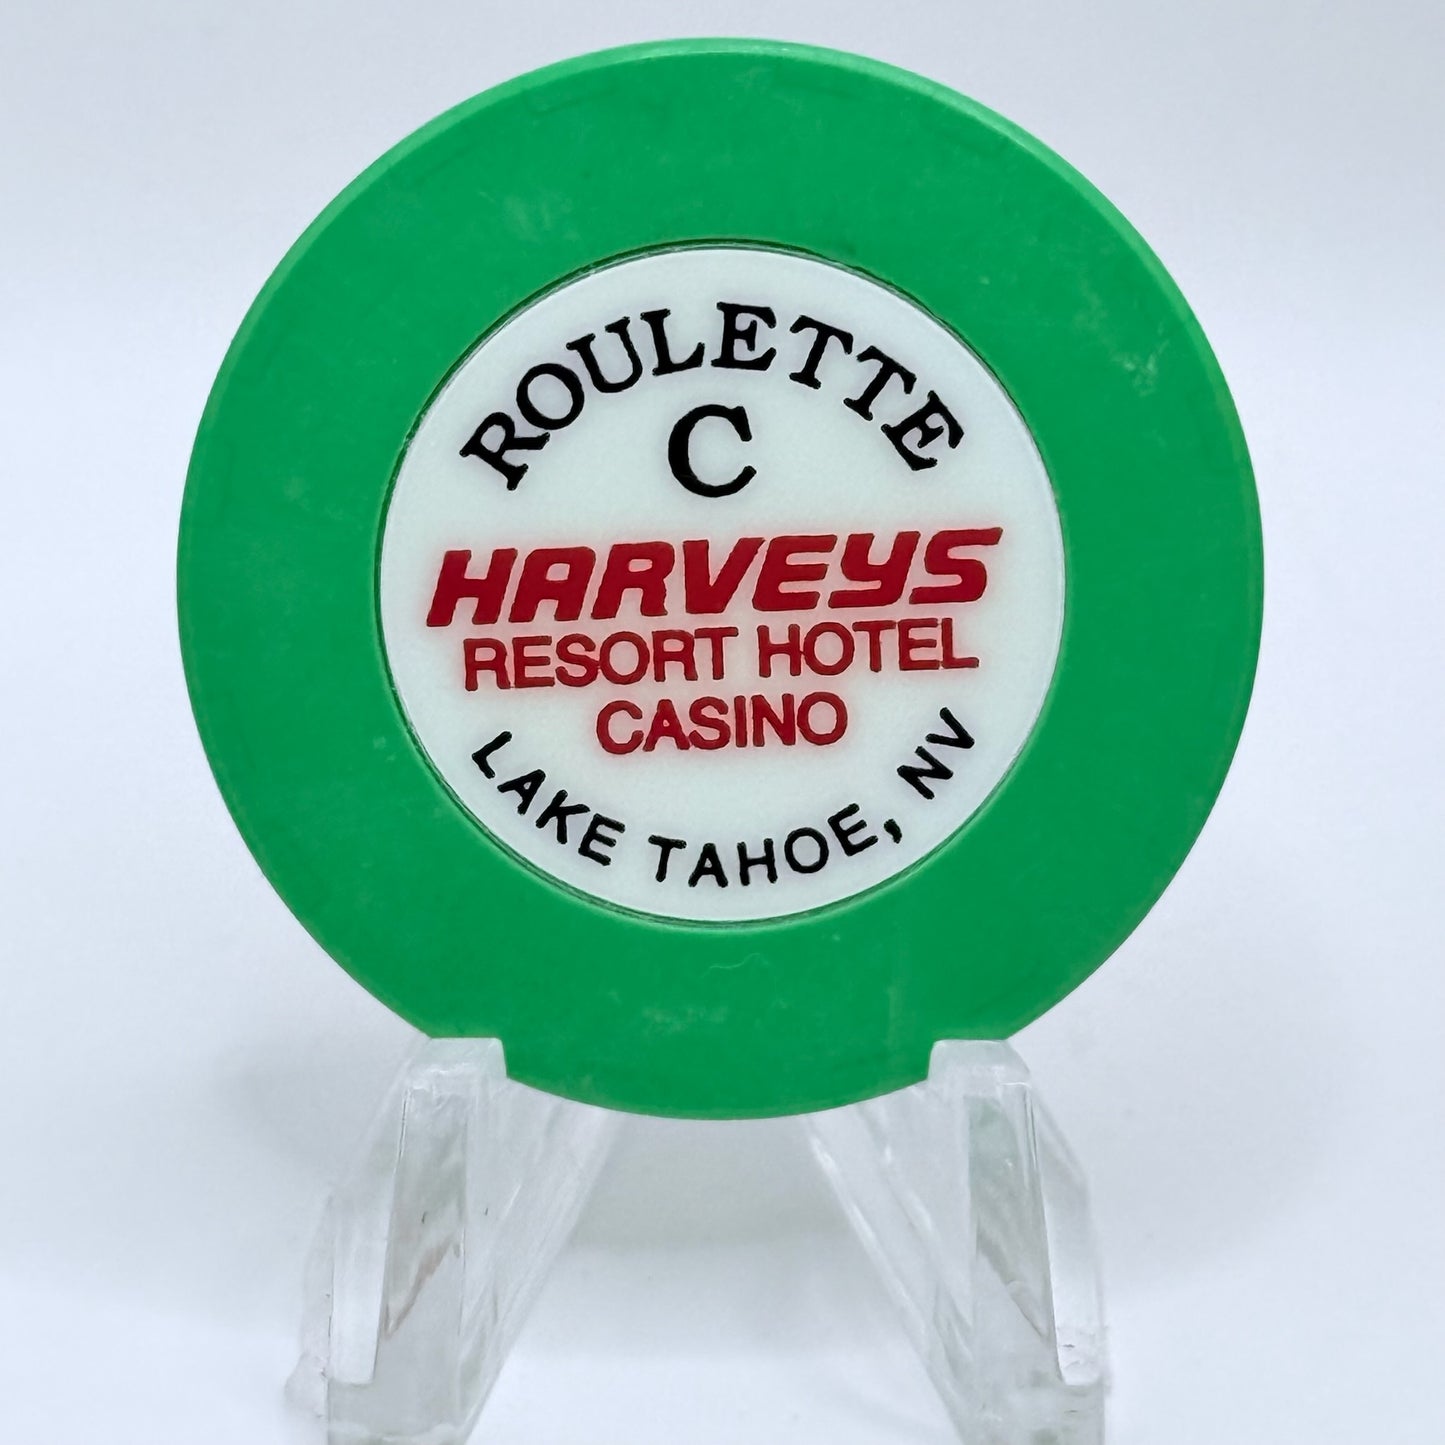 ROULETTE
C
HARVEYS
RESORT HOTEL
CASINO
LAKE TAHOE, NV